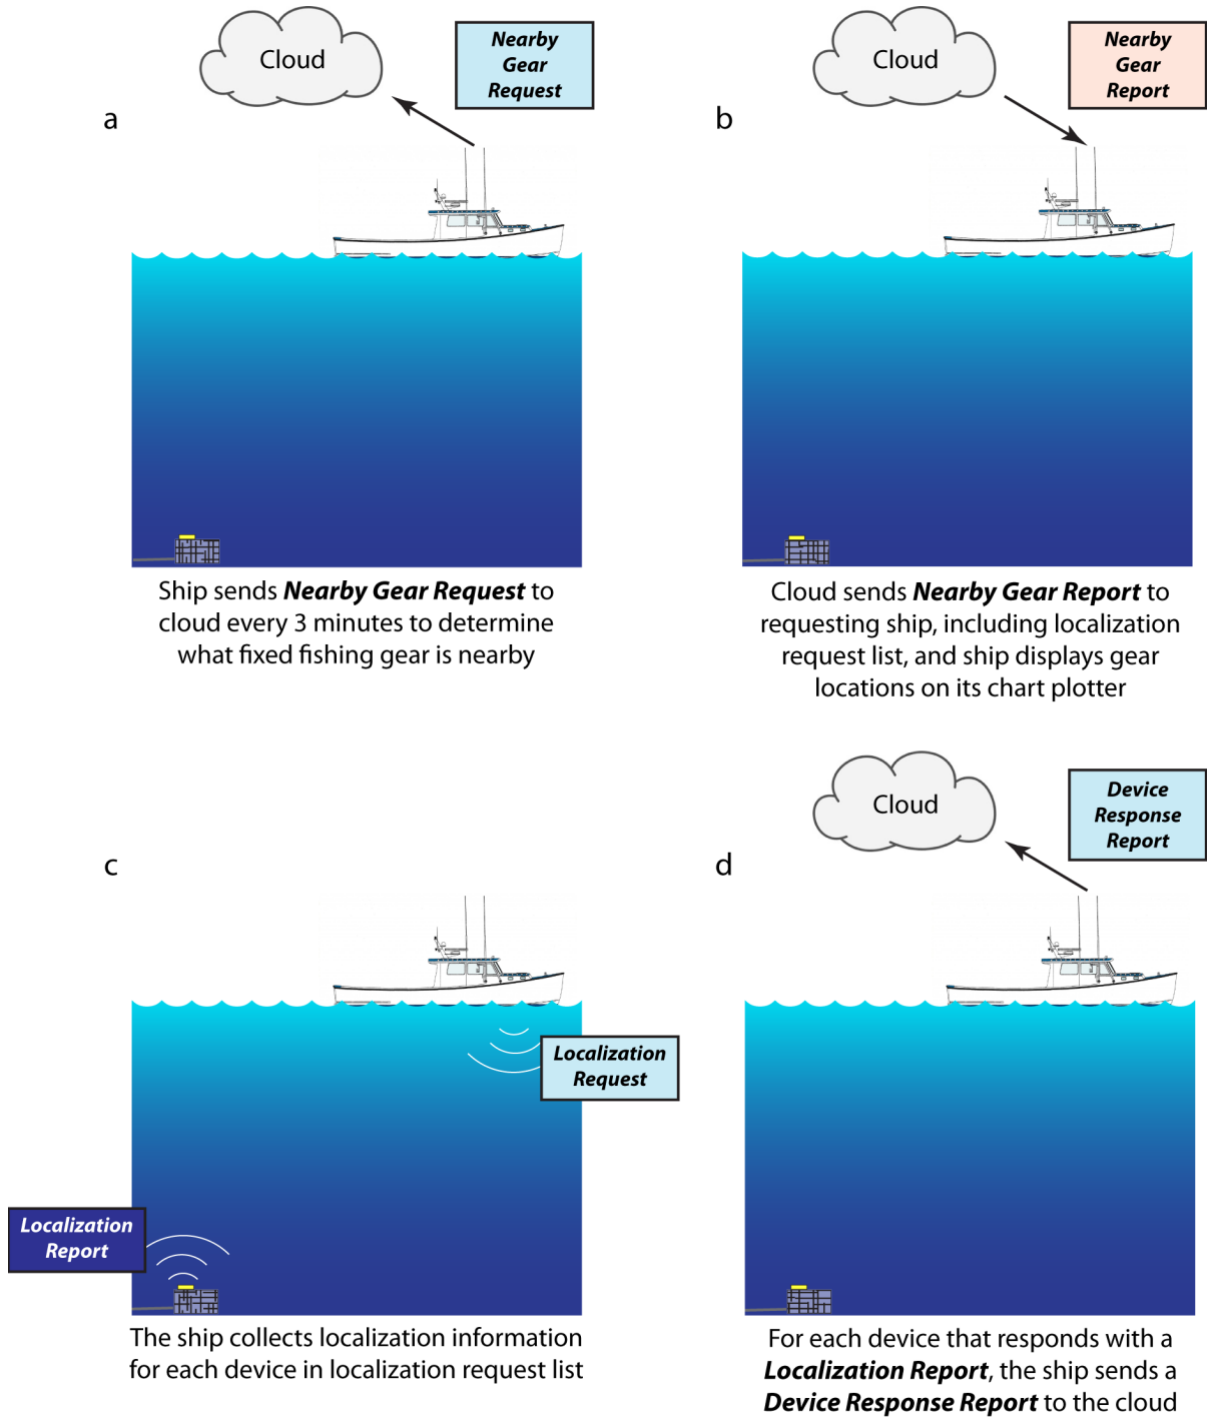 Cloud
Nearby
Gear
Request
a
Ship sends Nearby Gear Request to
cloud every 3 minutes to determine
what fixed fishing gear is nearby
Cloud
Nearby
Gear
Report
b
Cloud sends Nearby Gear Report to
requesting ship, including localization
request list, and ship displays gear
locations on its chart plotter
c
Localization
Request
Localization
Report
The ship collects localization information
for each device in localization request list
Cloud
Device
Response
Report
d
For each device that responds with a
Localization Report, the ship sends a
Device Response Report to the cloud